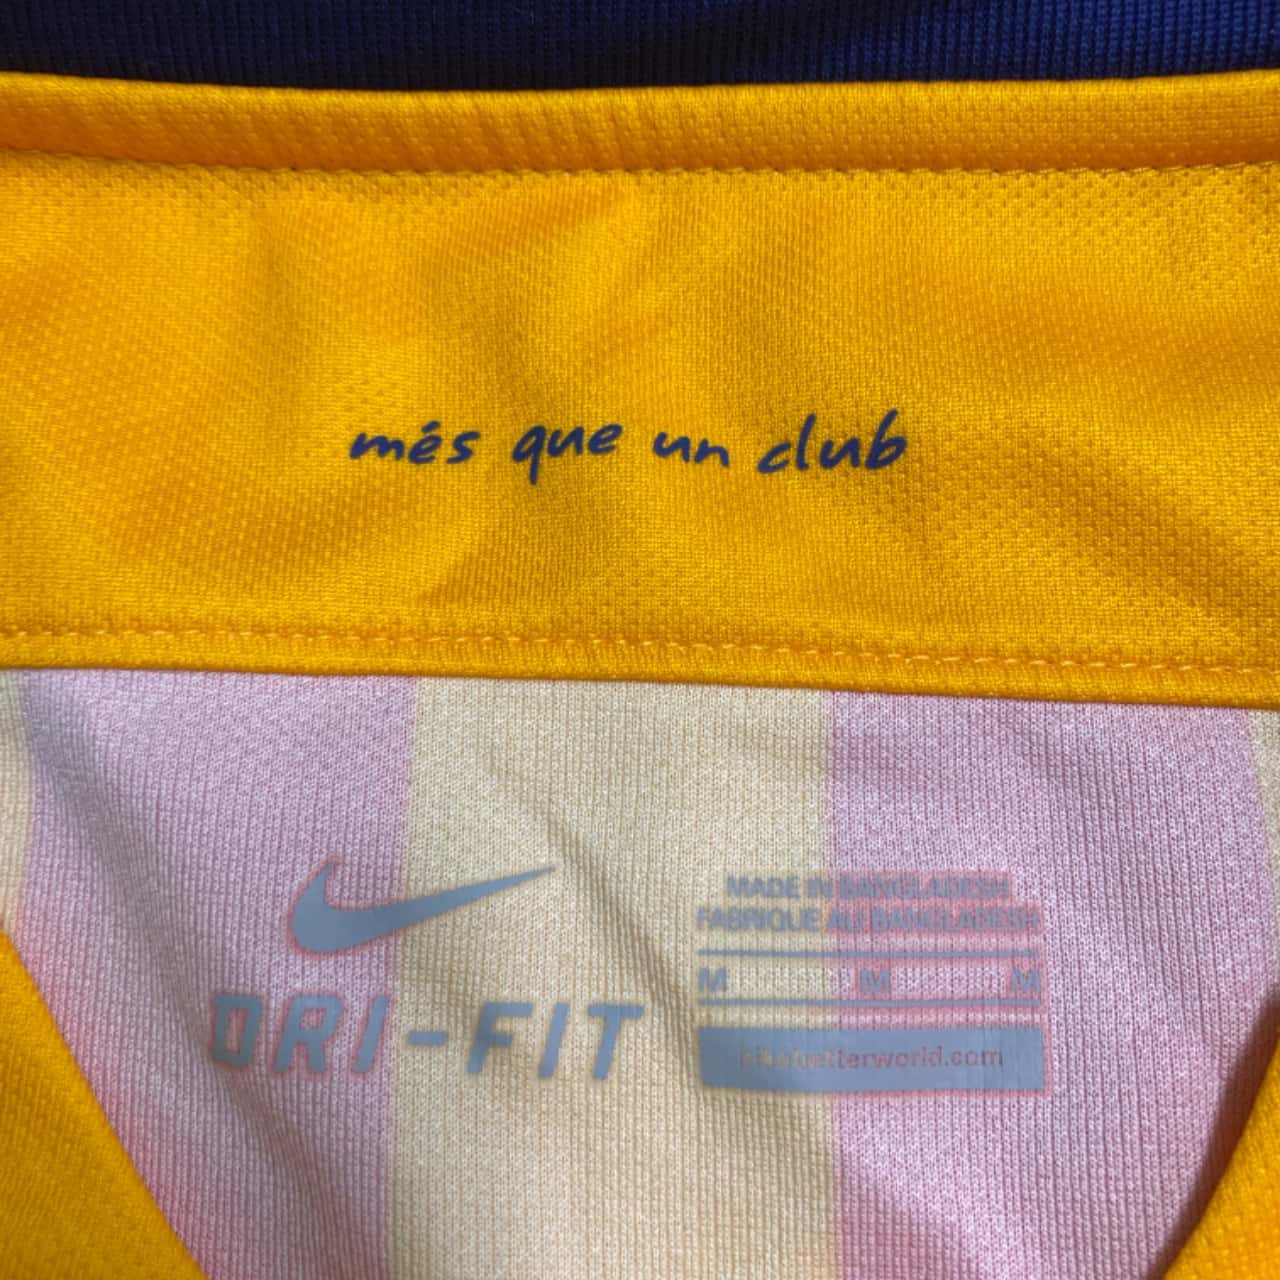 més que un club
DRI-FIT
MADE IN BANGLADESH
FABRIQUE AU BANGLADESH
M M M
nikebetterworld.com